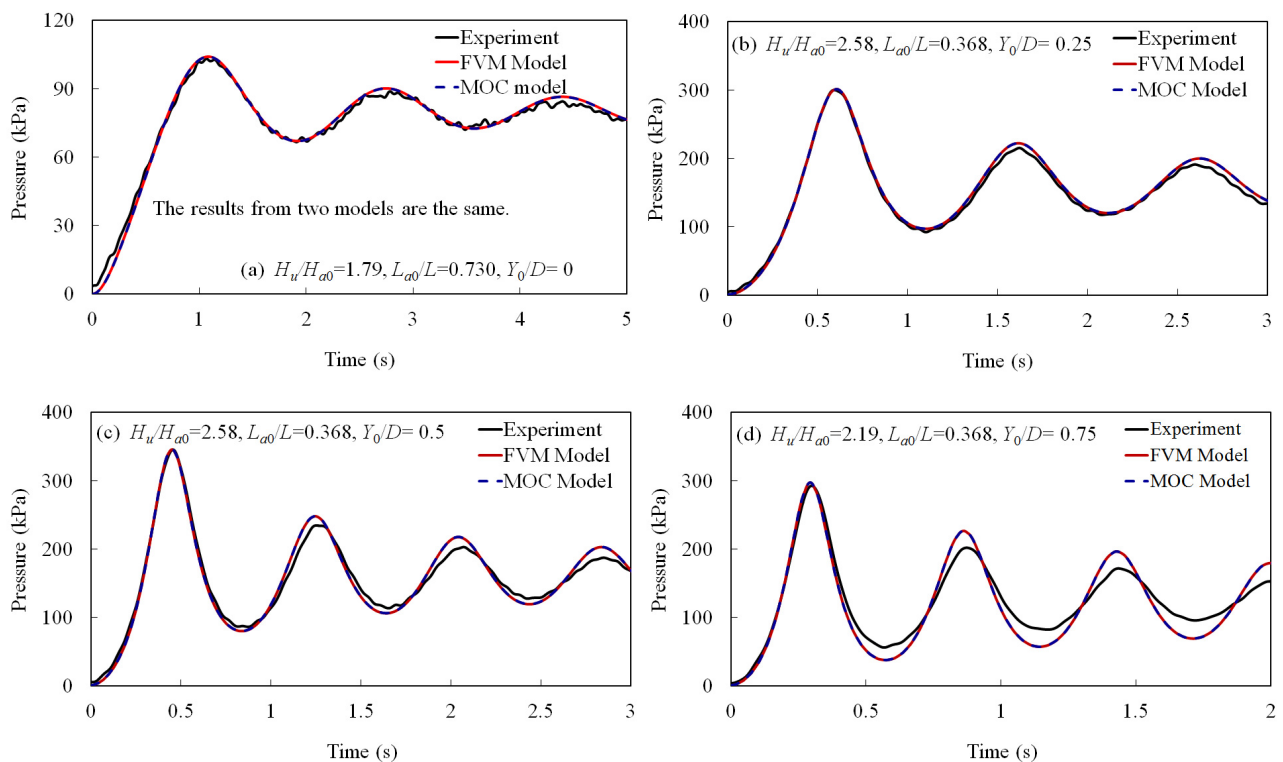 120
90
60
30
0
Pressure (kPa)
Experiment
FVM Model
MOC model
The results from two models are the same.
(a) Hu/Ha0=1.79, La0/L=0.730, Y0/D= 0
0 1 2 3 4 5
Time (s)
400
300
200
100
0
Pressure (kPa)
(b) Hu/Ha0=2.58, La0/L=0.368, Y0/D= 0.25
Experiment
FVM Model
MOC Model
0 0.5 1 1.5 2 2.5 3
Time (s)
400
300
200
100
0
Pressure (kPa)
(c) Hu/Ha0=2.58, La0/L=0.368, Y0/D= 0.5
Experiment
FVM Model
MOC Model
0 0.5 1 1.5 2 2.5 3
Time (s)
400
300
200
100
0
Pressure (kPa)
(d) Hu/Ha0=2.19, La0/L=0.368, Y0/D= 0.75
Experiment
FVM Model
MOC Model
0 0.5 1 1.5 2
Time (s)